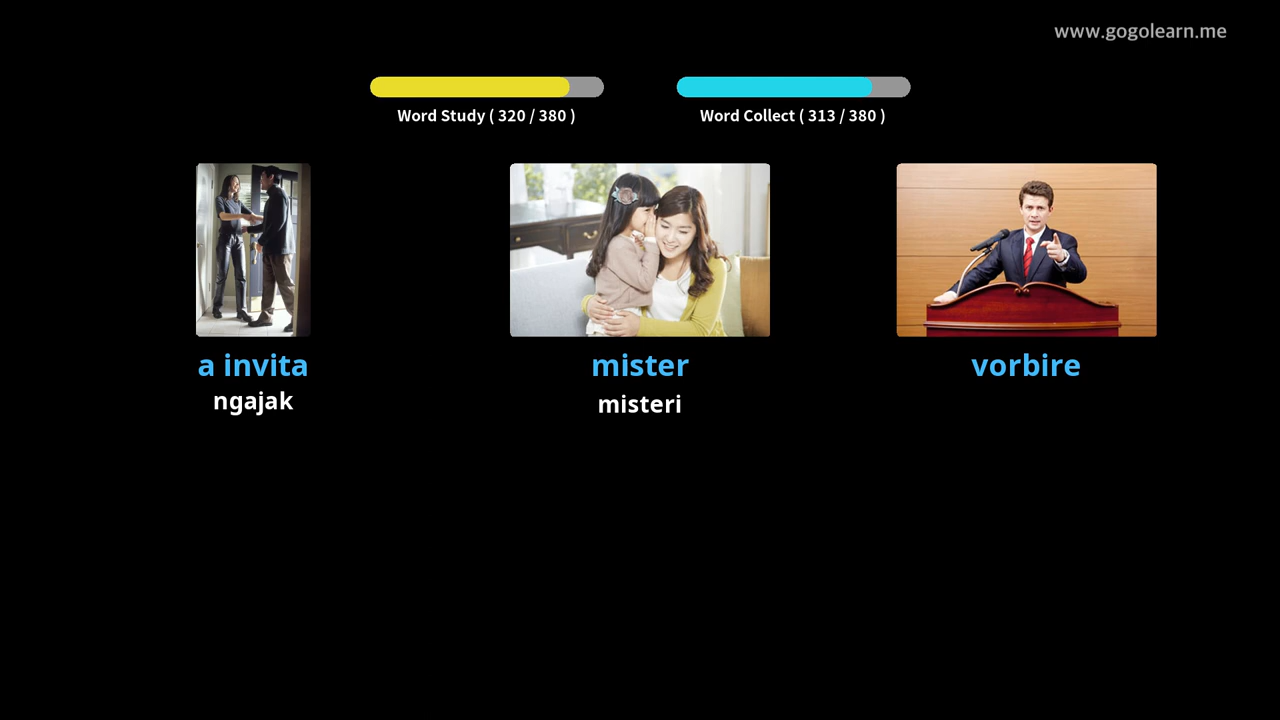 www.gogolearn.me
Word Study ( 320 / 380 )
Word Collect ( 313 / 380 )
a invita
ngajak
mister
misteri
vorbire